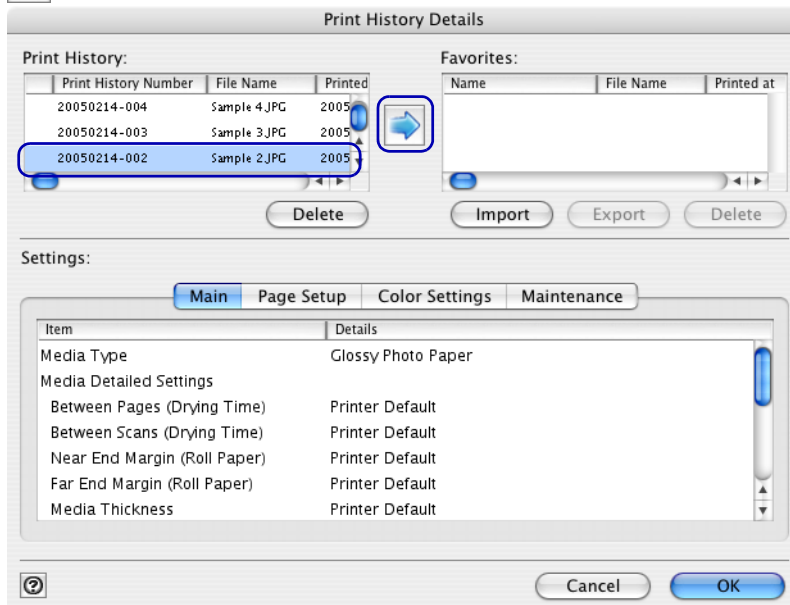 Print History Details
Print History: Favorites:
Print History Number File Name Printed Name File Name Printed at
20050214-004 Sample 4.JPG 2005
20050214-003 Sample 3.JPG 2005
20050214-002 Sample 2.JPG 2005
Delete Import Export Delete
Settings:
Main Page Setup Color Settings Maintenance
Item Details
Media Type Glossy Photo Paper
Media Detailed Settings
Between Pages (Drying Time) Printer Default
Between Scans (Drying Time) Printer Default
Near End Margin (Roll Paper) Printer Default
Far End Margin (Roll Paper) Printer Default
Media Thickness Printer Default
? Cancel OK